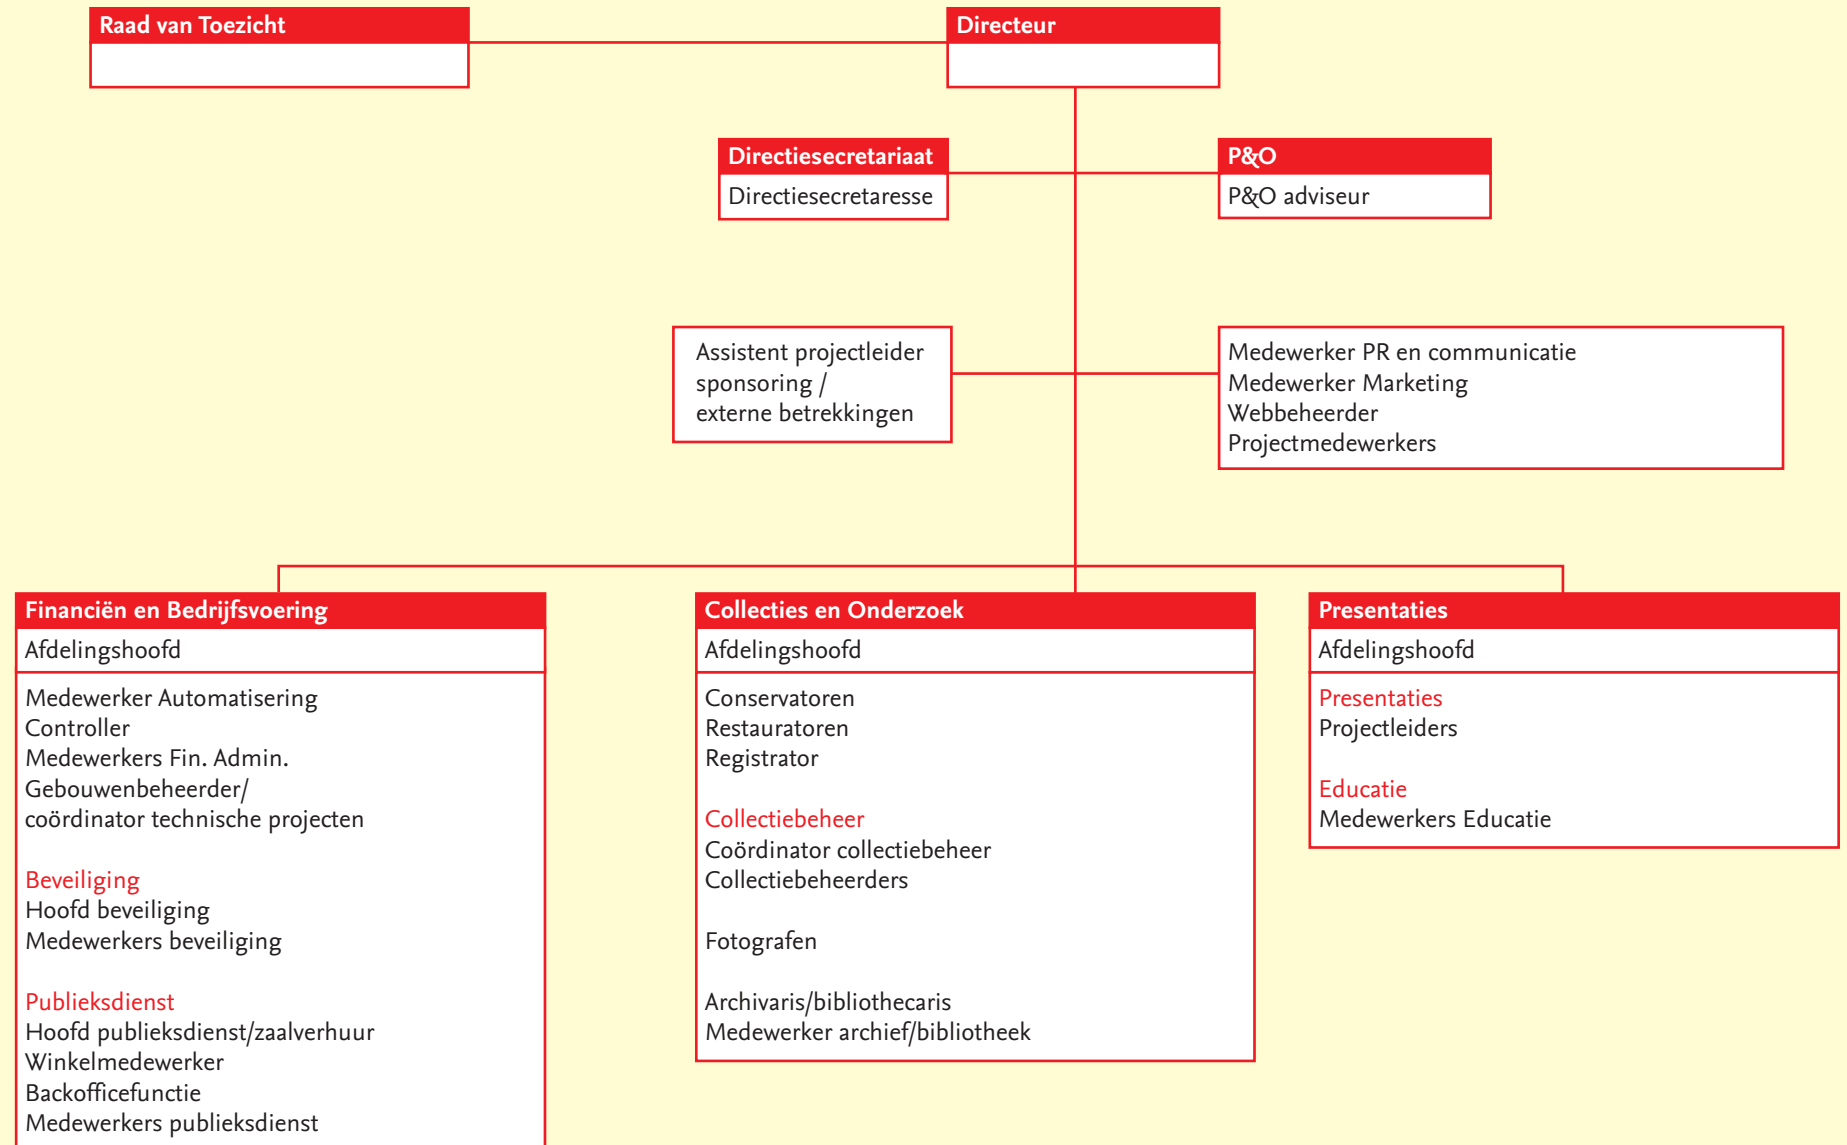 Raad van Toezicht
Directeur
Directiesecretariaat
Directiesecretaresse
P&O
P&O adviseur
Assistent projectleider
sponsoring /
externe betrekkingen
Medewerker PR en communicatie
Medewerker Marketing
Webbeheerder
Projectmedewerkers
Financiën en Bedrijfsvoering
Afdelingshoofd
Medewerker Automatisering
Controller
Medewerkers Fin. Admin.
Gebouwenbeheerder/
coördinator technische projecten
Beveiliging
Hoofd beveiliging
Medewerkers beveiliging
Publieksdienst
Hoofd publieksdienst/zaalverhuur
Winkelmedewerker
Backofficefunctie
Medewerkers publieksdienst
Collecties en Onderzoek
Afdelingshoofd
Conservatoren
Restauratoren
Registrator
Collectiebeheer
Coördinator collectiebeheer
Collectiebeheerders
Fotografen
Archivaris/bibliothecaris
Medewerker archief/bibliotheek
Presentaties
Afdelingshoofd
Presentaties
Projectleiders
Educatie
Medewerkers Educatie